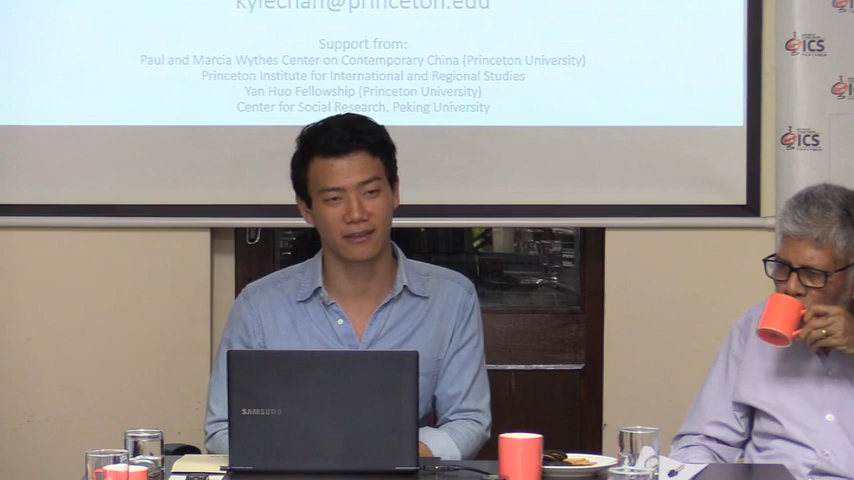 kylechan@princeton.edu
Support from:
Paul and Marcia Wythes Center on Contemporary China (Princeton University)
Princeton Institute for International and Regional Studies
Yan Huo Fellowship (Princeton University)
Center for Social Research, Peking University
ICS
ICS
SAMSUNG